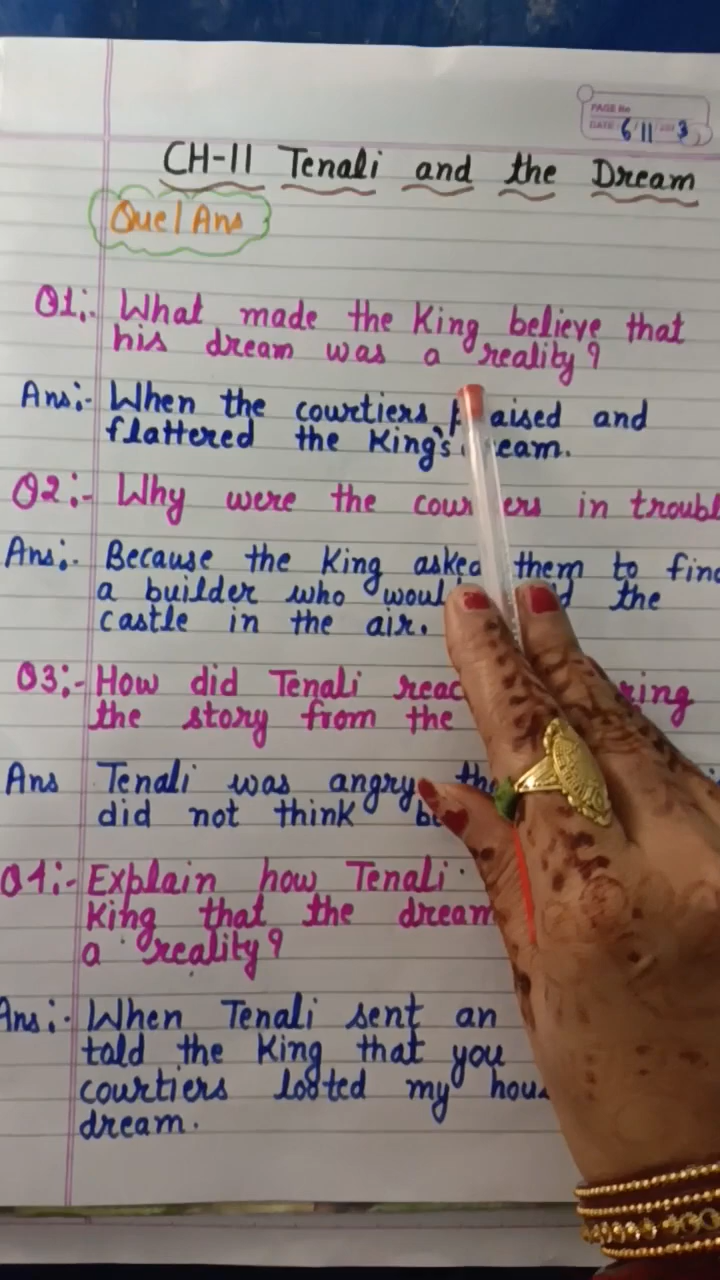 PAGE No
DATE 6 11 3
CH-11 Tenali and the Dream
Que/Ans
Q1:- What made the King believe that
his dream was a reality?
Ans:- When the courtiers aised and
flattered the King's eam.
Q2:- Why were the cou ers in troubl
Ans:- Because the King asked them to find
a builder who woul d the
castle in the air.
Q3:- How did Tenali reac ring
the story from the
Ans Tenali was angry the
did not think
Q4:- Explain how Tenali
King that the dream
a reality?
Ans:- When Tenali sent an
told the King that you
courtiers looted my hou
dream.